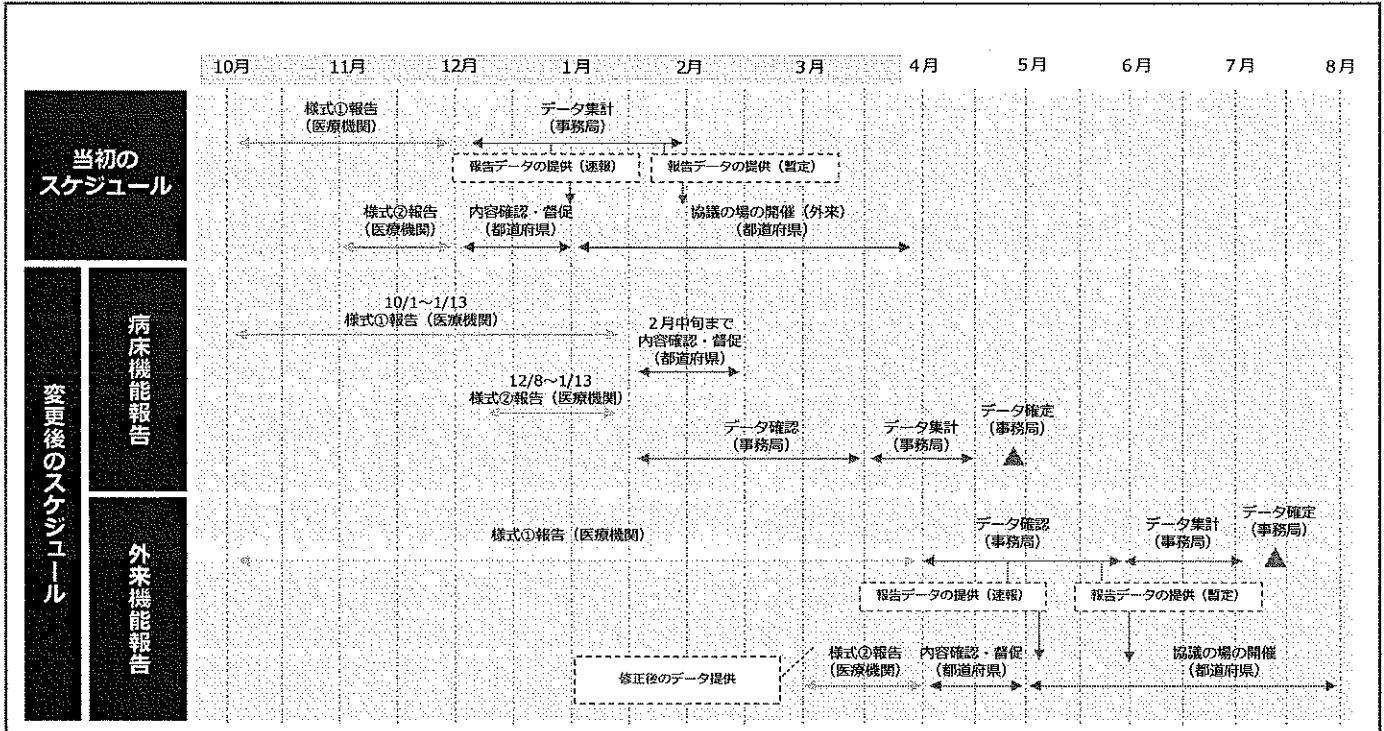 10月 11月 12月 1月 2月 3月 4月 5月 6月 7月 8月
当初の
スケジュール
様式①報告
(医療機関)
データ集計
(事務局)
報告データの提供(速報)
報告データの提供(暫定)
様式②報告
(医療機関)
内容確認・督促
(都道府県)
協議の場の開催(外来)
(都道府県)
変更後のスケジュール
病床機能報告
10/1~1/13
様式①報告(医療機関)
2月中旬まで
内容確認・督促
(都道府県)
12/8~1/13
様式②報告(医療機関)
データ確認
(事務局)
データ集計
(事務局)
データ確定
(事務局)
外来機能報告
様式①報告(医療機関)
データ確認
(事務局)
データ集計
(事務局)
データ確定
(事務局)
報告データの提供(速報)
報告データの提供(暫定)
修正後のデータ提供
様式②報告
(医療機関)
内容確認・督促
(都道府県)
協議の場の開催
(都道府県)